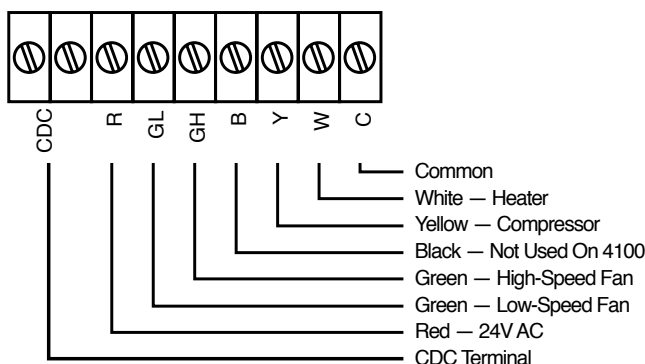 CDC R GL GH B Y W C
Common
White — Heater
Yellow — Compressor
Black — Not Used On 4100
Green — High-Speed Fan
Green — Low-Speed Fan
Red — 24V AC
CDC Terminal